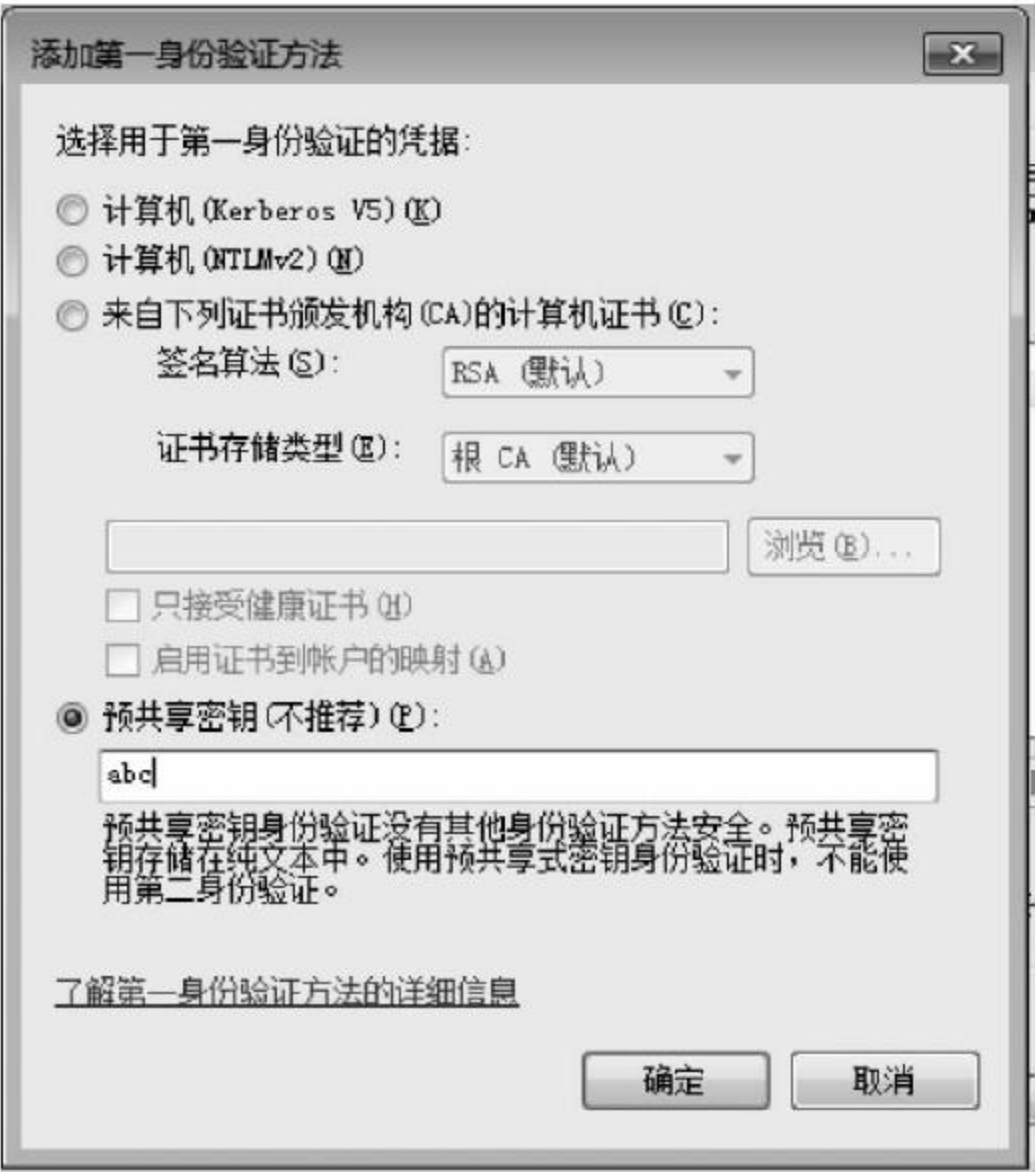 添加第一身份验证方法
选择用于第一身份验证的凭据:
计算机(Kerberos V5)(K)
计算机(NTLMv2)(N)
来自下列证书颁发机构(CA)的计算机证书(C):
签名算法(S): RSA (默认)
证书存储类型(E): 根 CA (默认)
浏览(B)...
只接受健康证书(H)
启用证书到帐户的映射(A)
预共享密钥(不推荐)(P):
abc
预共享密钥身份验证没有其他身份验证方法安全。预共享密
钥存储在纯文本中。使用预共享式密钥身份验证时，不能使
用第二身份验证。
了解第一身份验证方法的详细信息
确定 取消